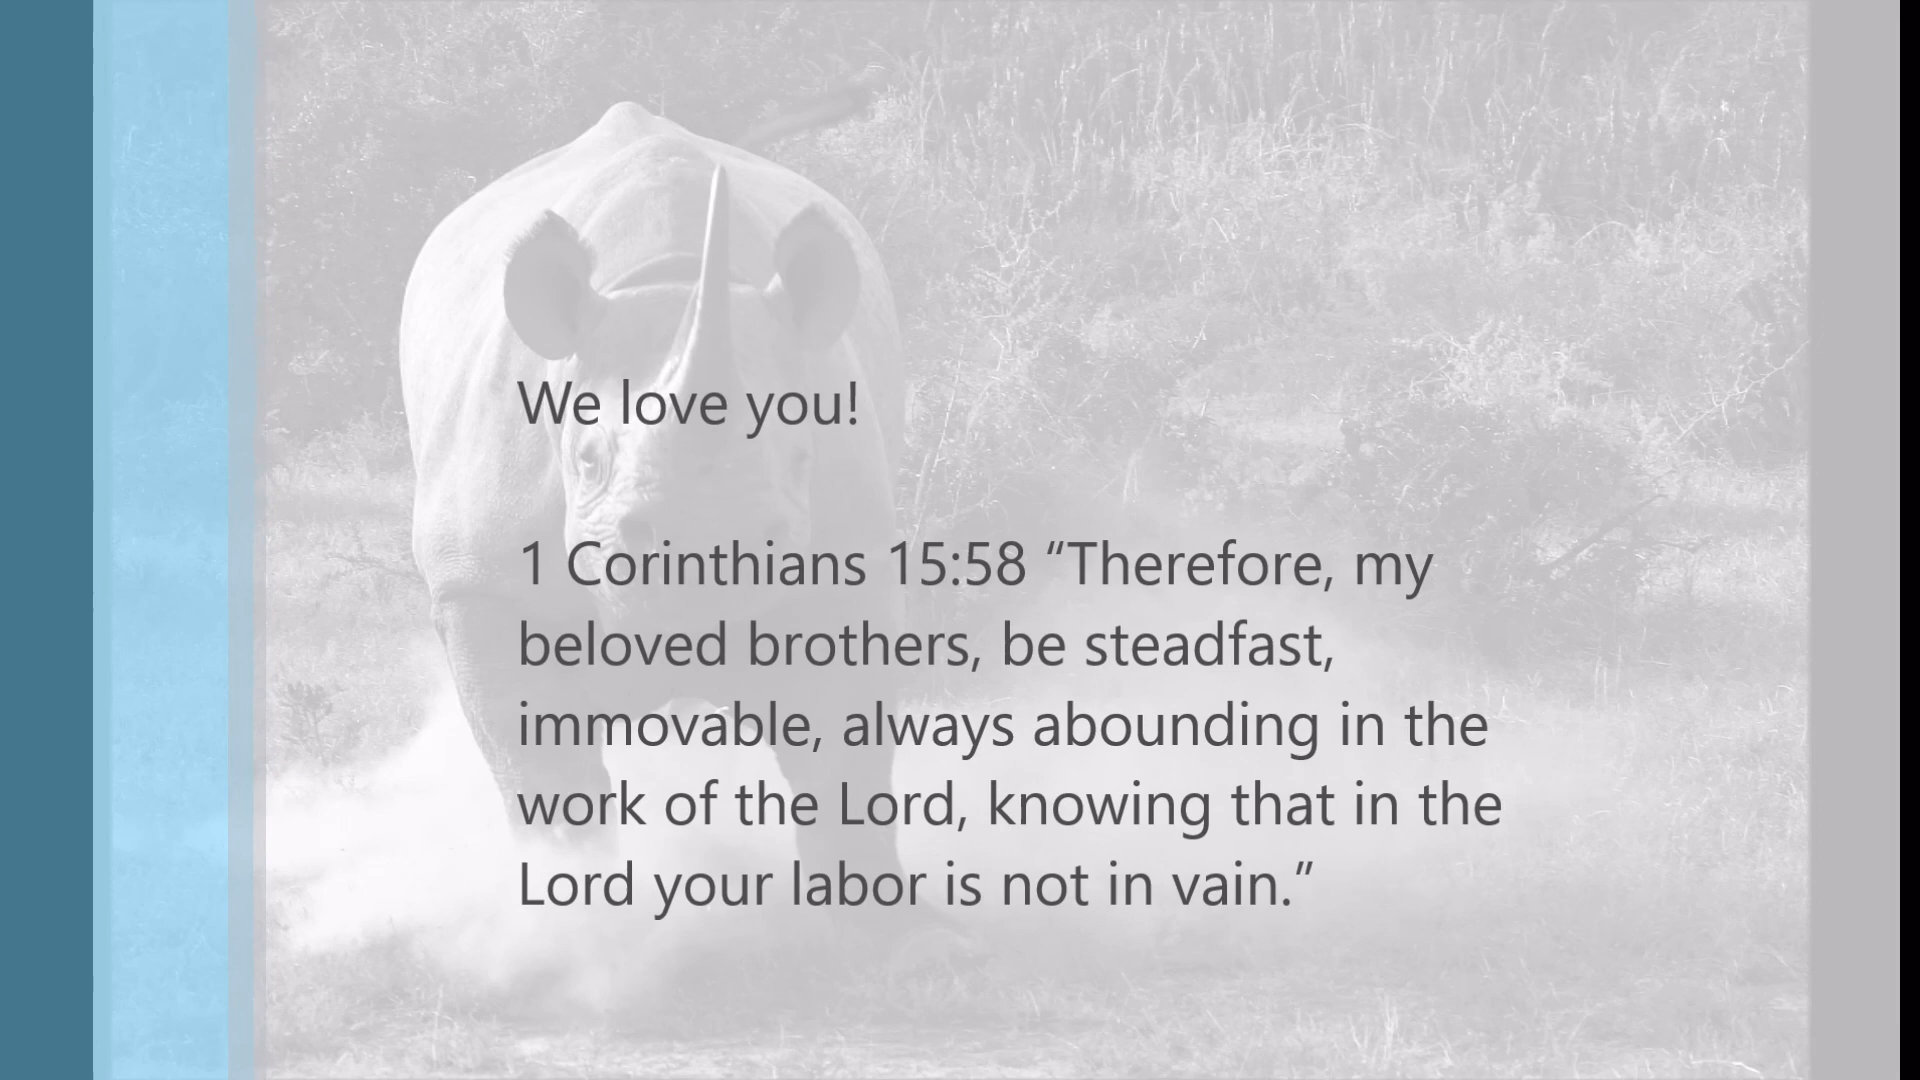 We love you!
1 Corinthians 15:58 “Therefore, my
beloved brothers, be steadfast,
immovable, always abounding in the
work of the Lord, knowing that in the
Lord your labor is not in vain.”